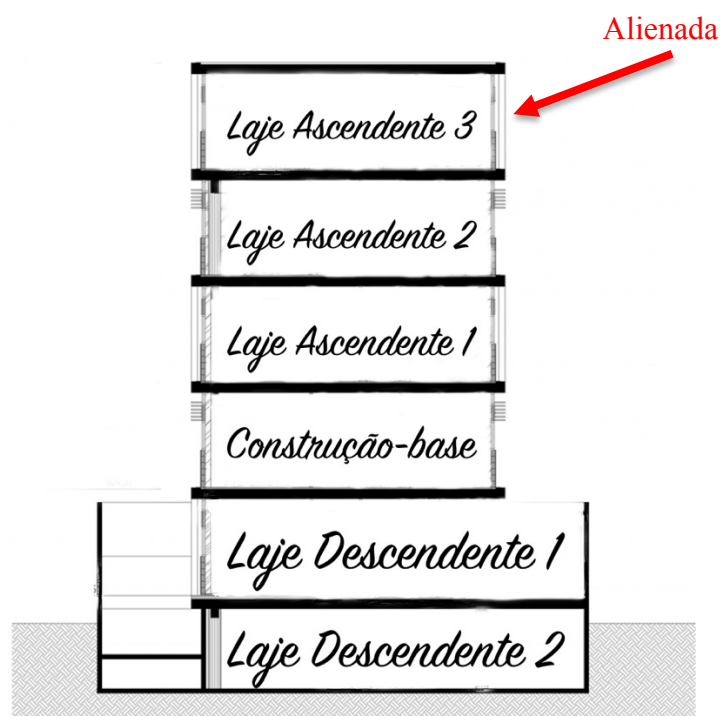 Alienada
Laje Ascendente 3
Laje Ascendente 2
Laje Ascendente 1
Construção-base
Laje Descendente 1
Laje Descendente 2